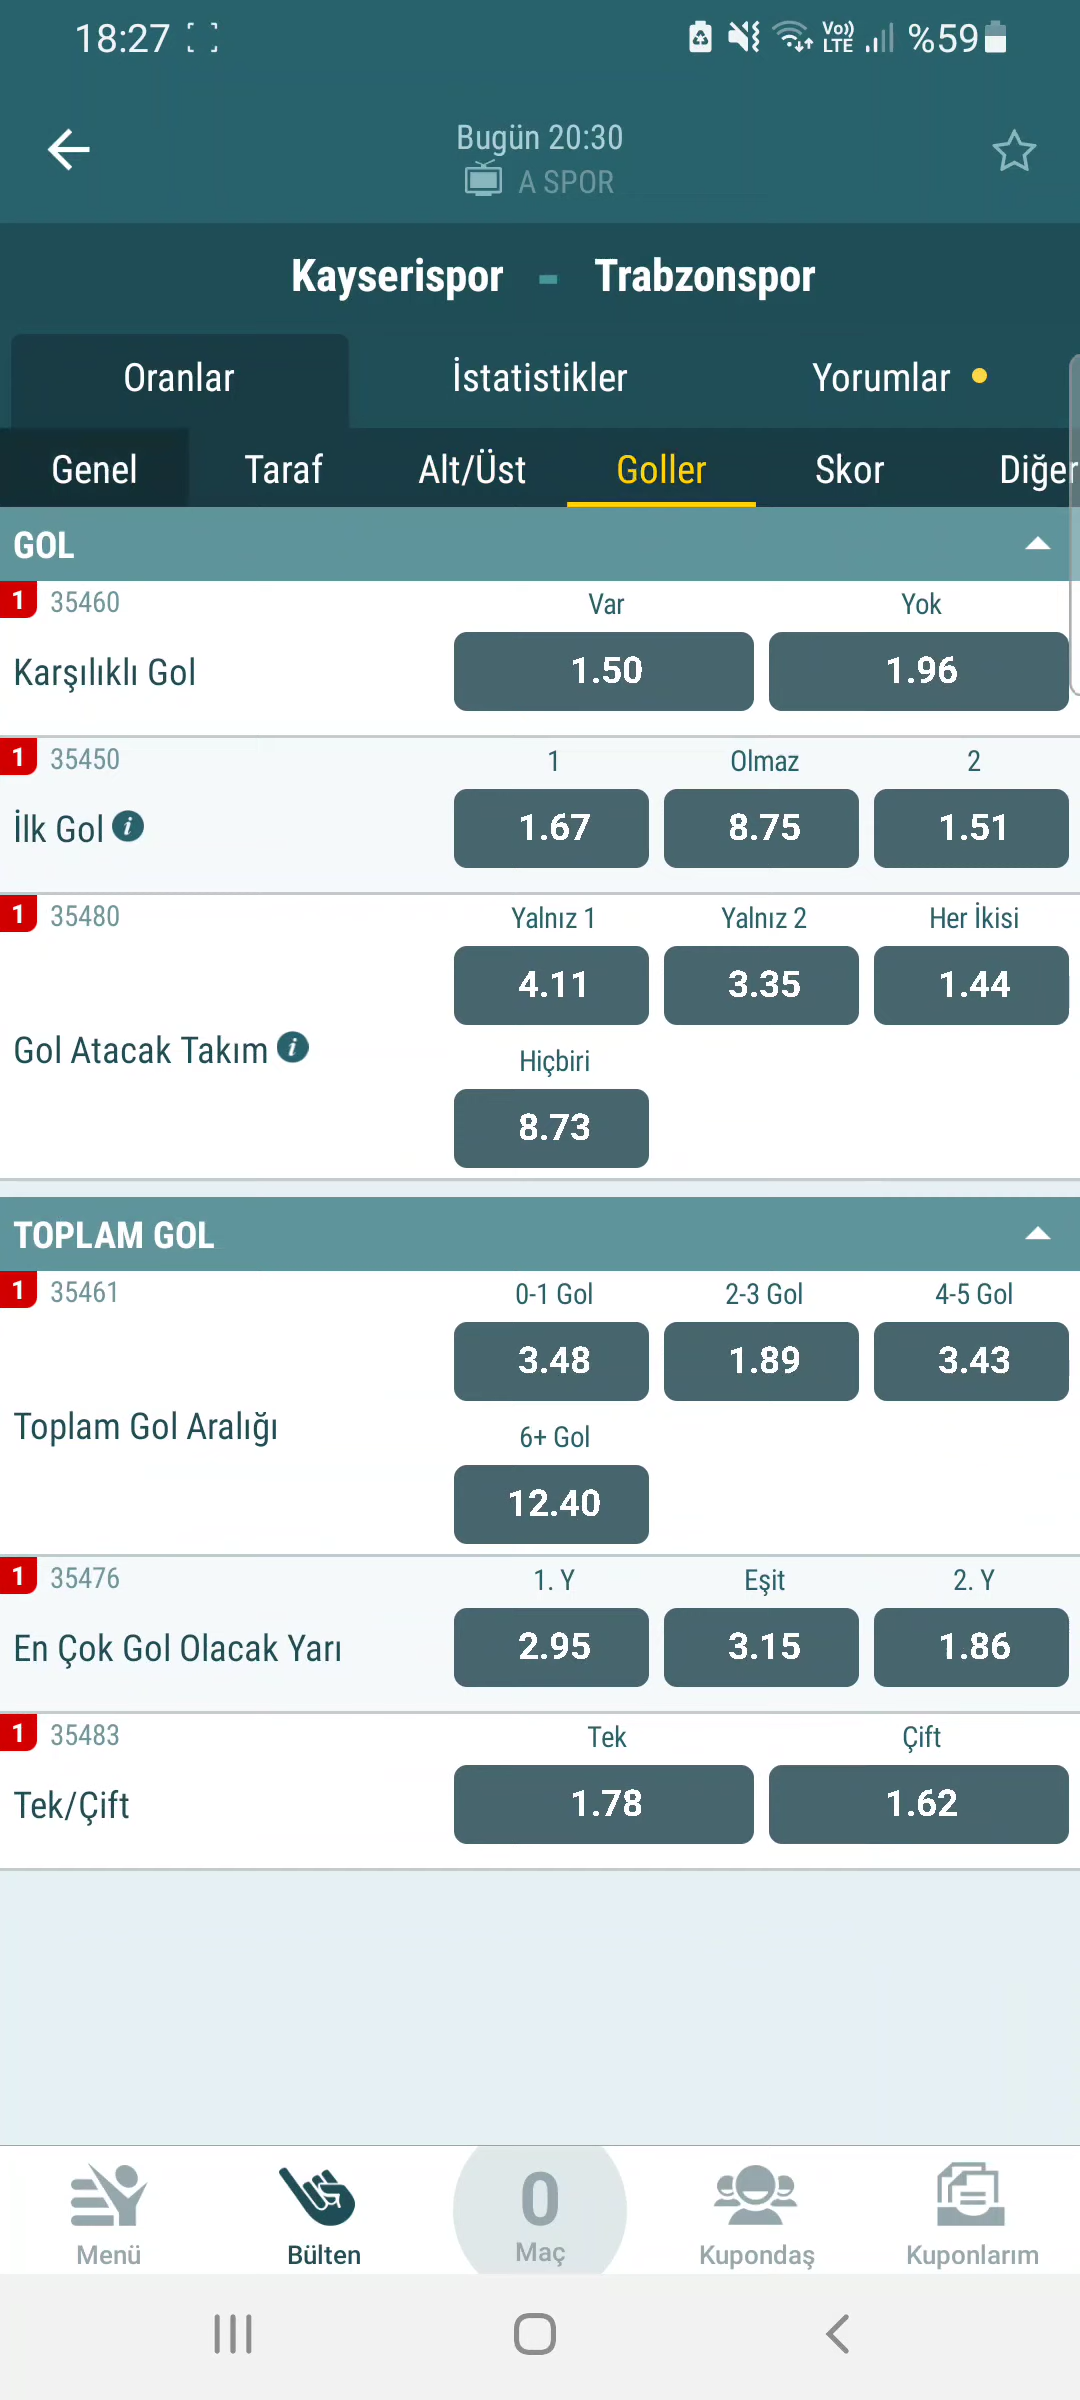 18:27 Vo)) LTE %59
Bugün 20:30
A SPOR
Kayserispor - Trabzonspor
Oranlar İstatistikler Yorumlar
Genel Taraf Alt/Üst Goller Skor Diğer
GOL
1 35460 Var Yok
Karşılıklı Gol 1.50 1.96
1 35450 1 Olmaz 2
İlk Gol i 1.67 8.75 1.51
1 35480 Yalnız 1 Yalnız 2 Her İkisi
4.11 3.35 1.44
Gol Atacak Takım i Hiçbiri
8.73
TOPLAM GOL
1 35461 0-1 Gol 2-3 Gol 4-5 Gol
3.48 1.89 3.43
Toplam Gol Aralığı 6+ Gol
12.40
1 35476 1. Y Eşit 2. Y
En Çok Gol Olacak Yarı 2.95 3.15 1.86
1 35483 Tek Çift
Tek/Çift 1.78 1.62
0
Menü Bülten Maç Kupondaş Kuponlarım